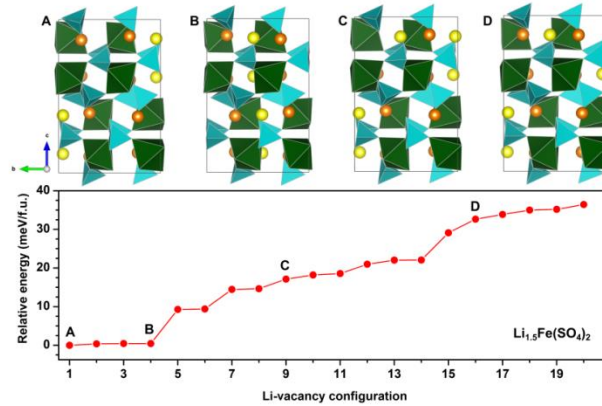 A B C D
c
b
Relative energy (meV/f.u.)
40
30
20
10
0
A
B
C
D
Li1.5Fe(SO4)2
1 3 5 7 9 11 13 15 17 19
Li-vacancy configuration